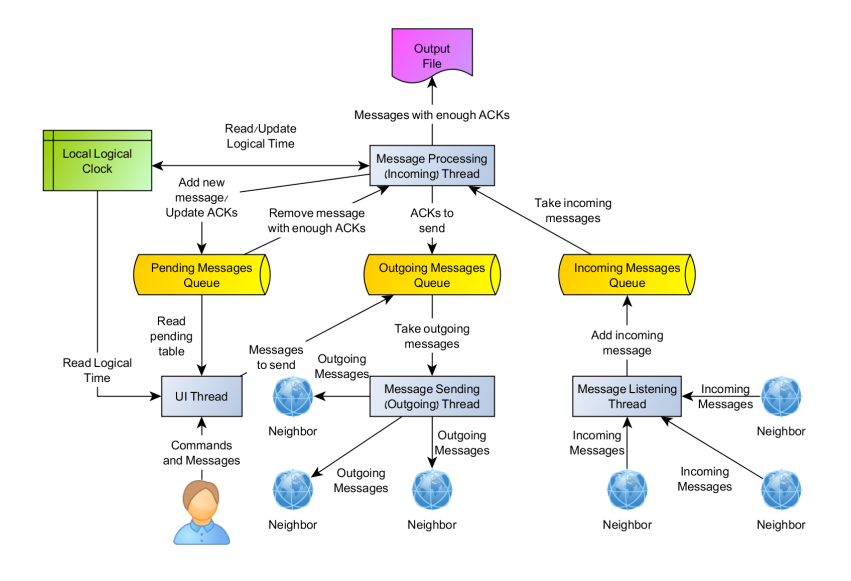 Output
File
Messages with enough ACKs
Read/Update
Logical Time
Local Logical
Clock
Message Processing
(Incoming) Thread
Add new
message/
Update ACKs
Remove message
with enough ACKs
ACKs to
send
Take incoming
messages
Pending Messages
Queue
Outgoing Messages
Queue
Incoming Messages
Queue
Read
pending
table
Messages
to send
Take outgoing
messages
Add incoming
message
Read Logical
Time
Outgoing
Messages
UI Thread
Message Sending
(Outgoing) Thread
Message Listening
Thread
Incoming
Messages
Neighbor
Neighbor
Commands
and Messages
Outgoing
Messages
Outgoing
Messages
Incoming
Messages
Incoming
Messages
Neighbor
Neighbor
Neighbor
Neighbor